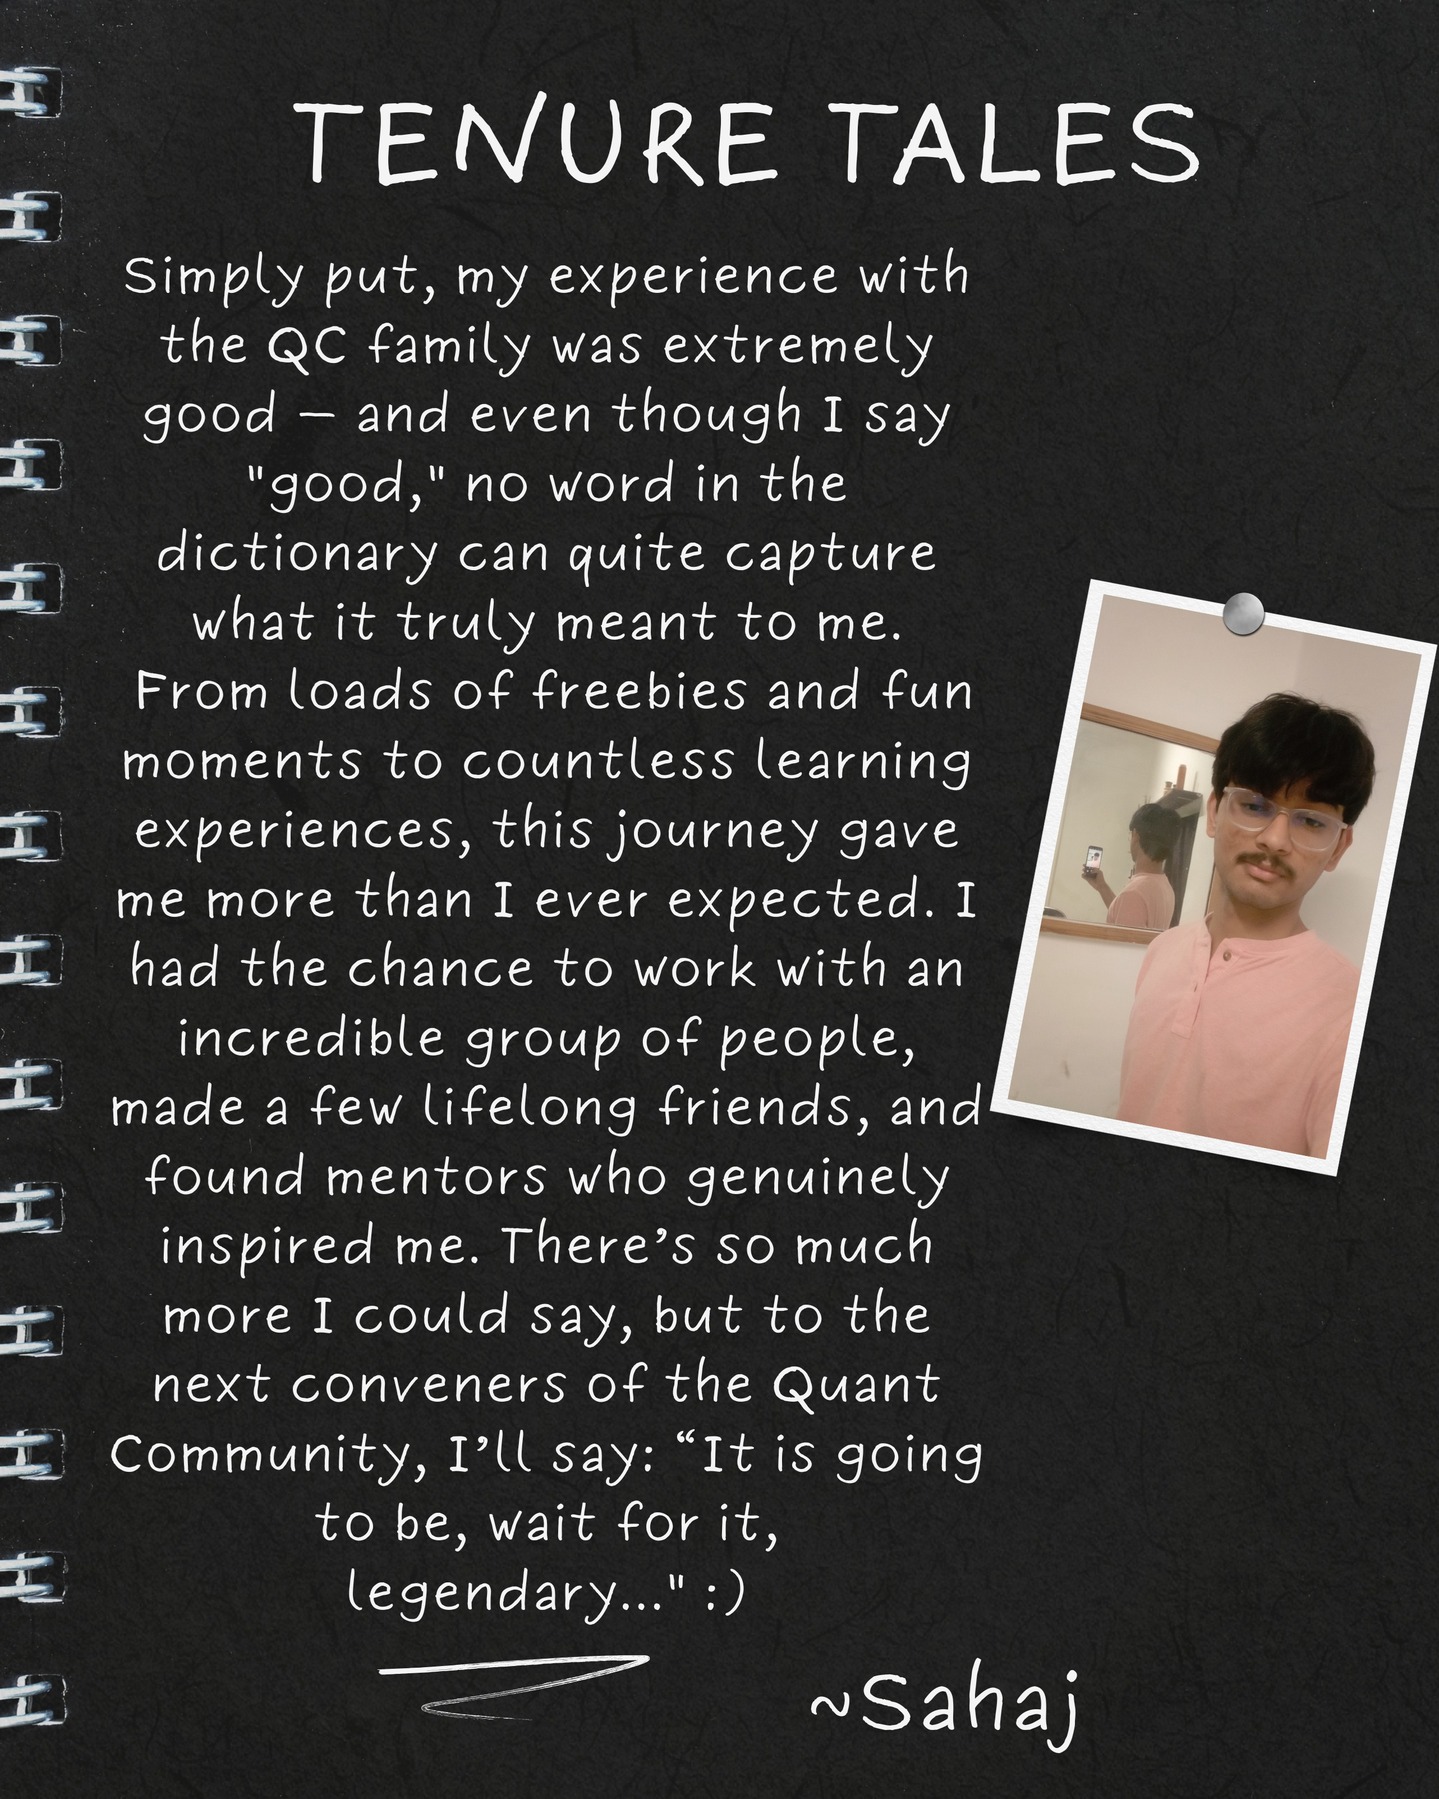 TENURE TALES
Simply put, my experience with
the QC family was extremely
good – and even though I say
"good," no word in the
dictionary can quite capture
what it truly meant to me.
From loads of freebies and fun
moments to countless learning
experiences, this journey gave
me more than I ever expected. I
had the chance to work with an
incredible group of people,
made a few lifelong friends, and
found mentors who genuinely
inspired me. There’s so much
more I could say, but to the
next conveners of the Quant
Community, I’ll say: “It is going
to be, wait for it,
legendary..." :)
~Sahaj